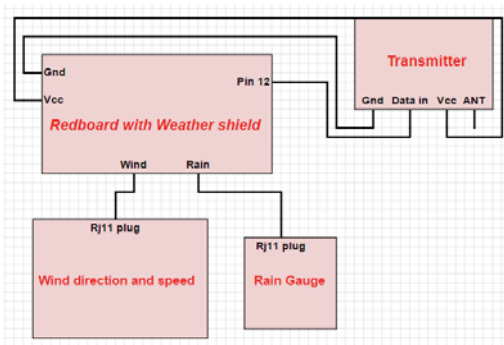 Transmitter
Gnd Data in Vcc ANT
Gnd
Pin 12
Vcc
Redboard with Weather shield
Wind Rain
Rj11 plug
Wind direction and speed
Rj11 plug
Rain Gauge